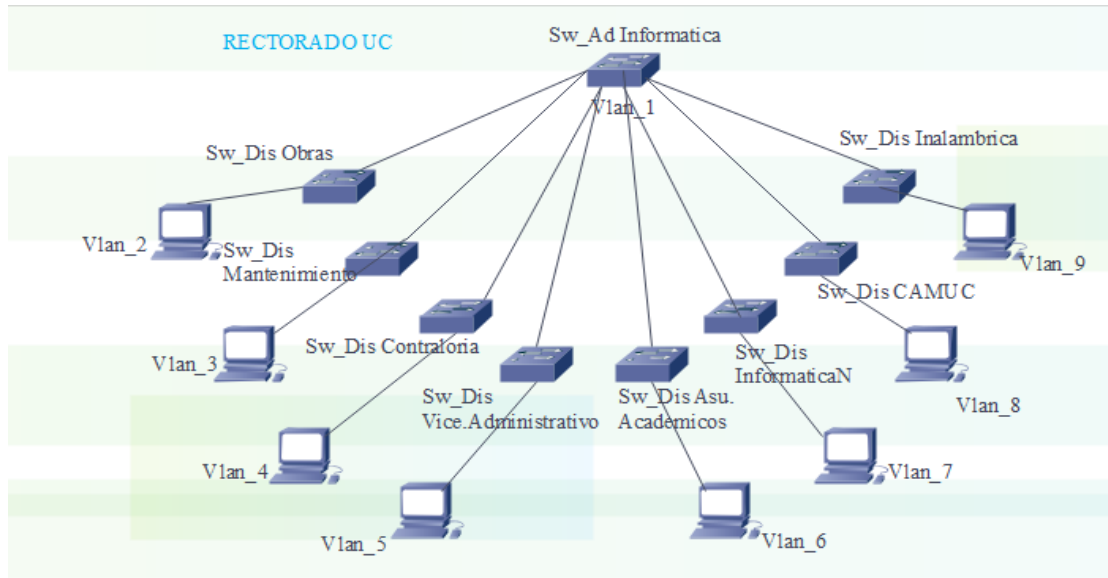 Sw_Ad Informatica
RECTORADO UC
Vlan_1
Sw_Dis Obras
Sw_Dis Inalambrica
Vlan_2
Sw_Dis
Mantenimiento
Vlan_9
Sw_Dis CAMUC
Sw_Dis Contraloria
Sw_Dis
InformaticaN
Vlan_3
Sw_Dis
Vice.Administrativo
Sw_Dis Asu.
Academicos
Vlan_8
Vlan_4
Vlan_7
Vlan_5
Vlan_6